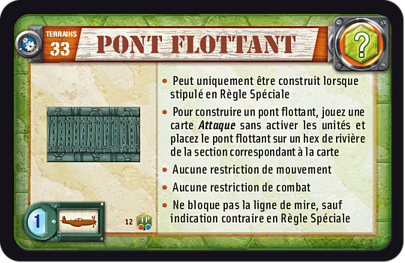 TERRAINS
33
PONT FLOTTANT
?
• Peut uniquement être construit lorsque
stipulé en Règle Spéciale
• Pour construire un pont flottant, jouez une
carte Attaque sans activer les unités et
placez le pont flottant sur un hex de rivière
de la section correspondant à la carte
• Aucune restriction de mouvement
• Aucune restriction de combat
• Ne bloque pas la ligne de mire, sauf
indication contraire en Règle Spéciale
1
12